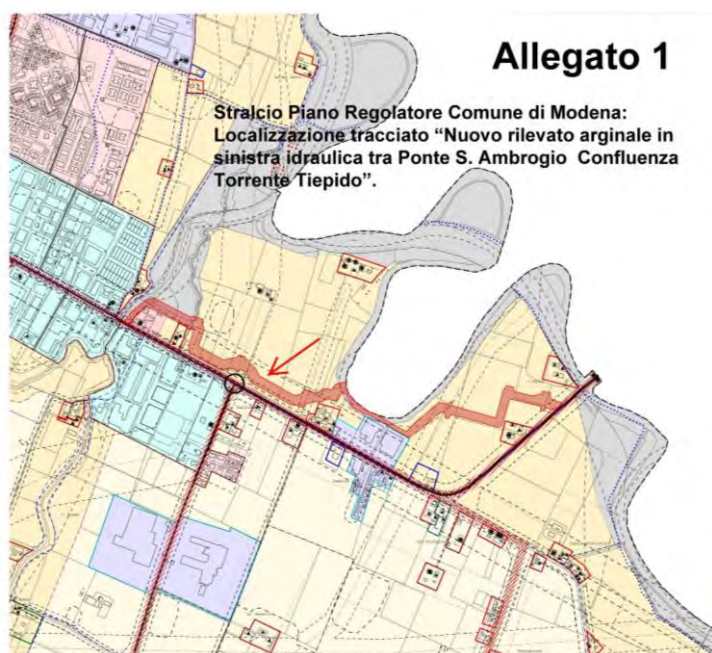 Allegato 1
Stralcio Piano Regolatore Comune di Modena:
Localizzazione tracciato “Nuovo rilevato arginale in
sinistra idraulica tra Ponte S. Ambrogio Confluenza
Torrente Tiepido”.